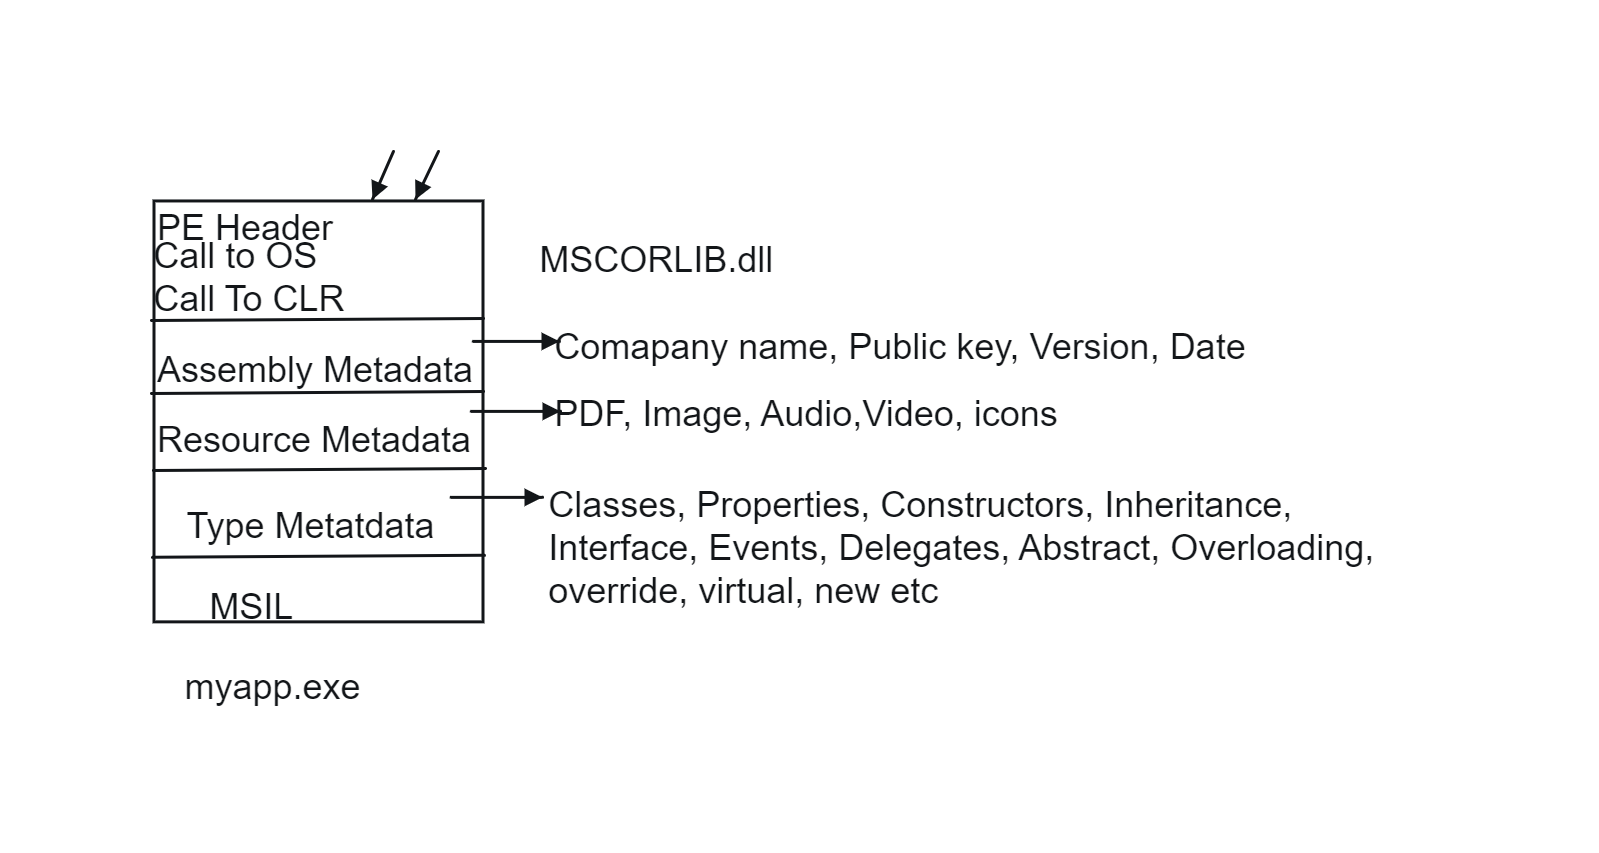 PE Header
Call to OS
Call To CLR
MSCORLIB.dll
Assembly Metadata
Comapany name, Public key, Version, Date
Resource Metadata
PDF, Image, Audio,Video, icons
Type Metatdata
Classes, Properties, Constructors, Inheritance,
Interface, Events, Delegates, Abstract, Overloading,
override, virtual, new etc
MSIL
myapp.exe